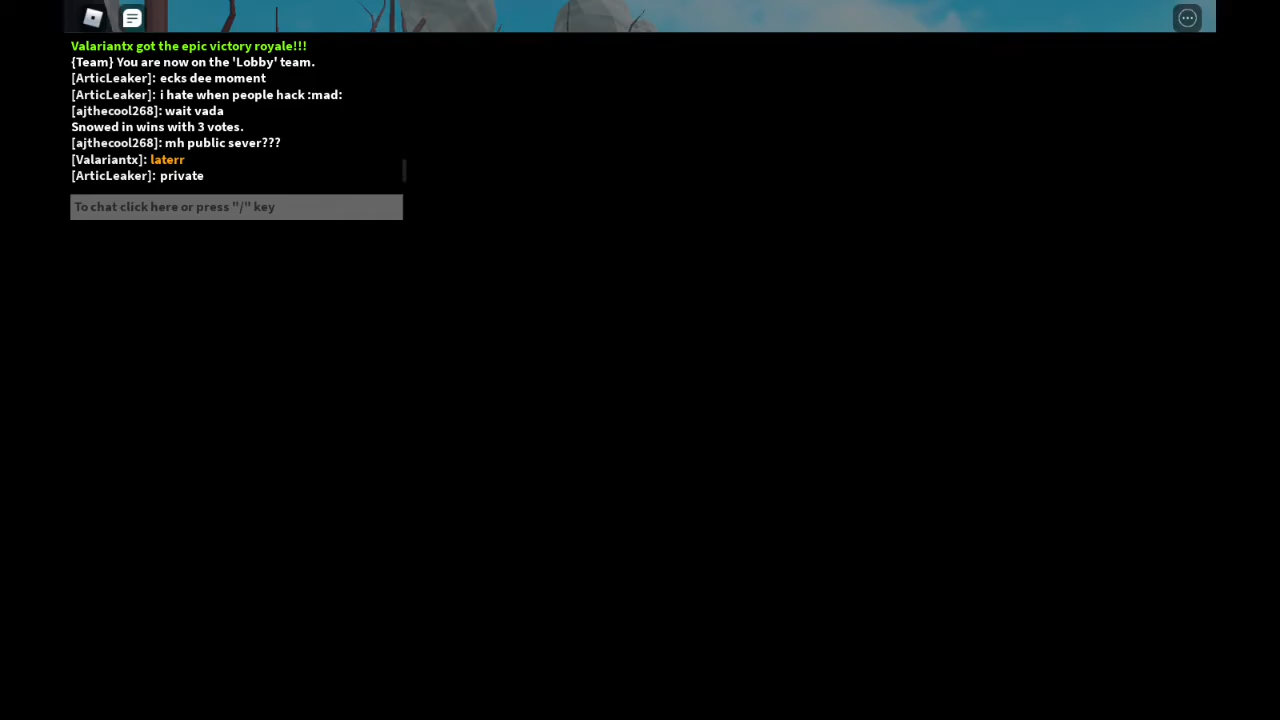 Valariantx got the epic victory royale!!!
{Team} You are now on the 'Lobby' team.
[ArticLeaker]: ecks dee moment
[ArticLeaker]: i hate when people hack :mad:
[ajthecool268]: wait vada
Snowed in wins with 3 votes.
[ajthecool268]: mh public sever???
[Valariantx]: laterr
[ArticLeaker]: private
To chat click here or press "/" key